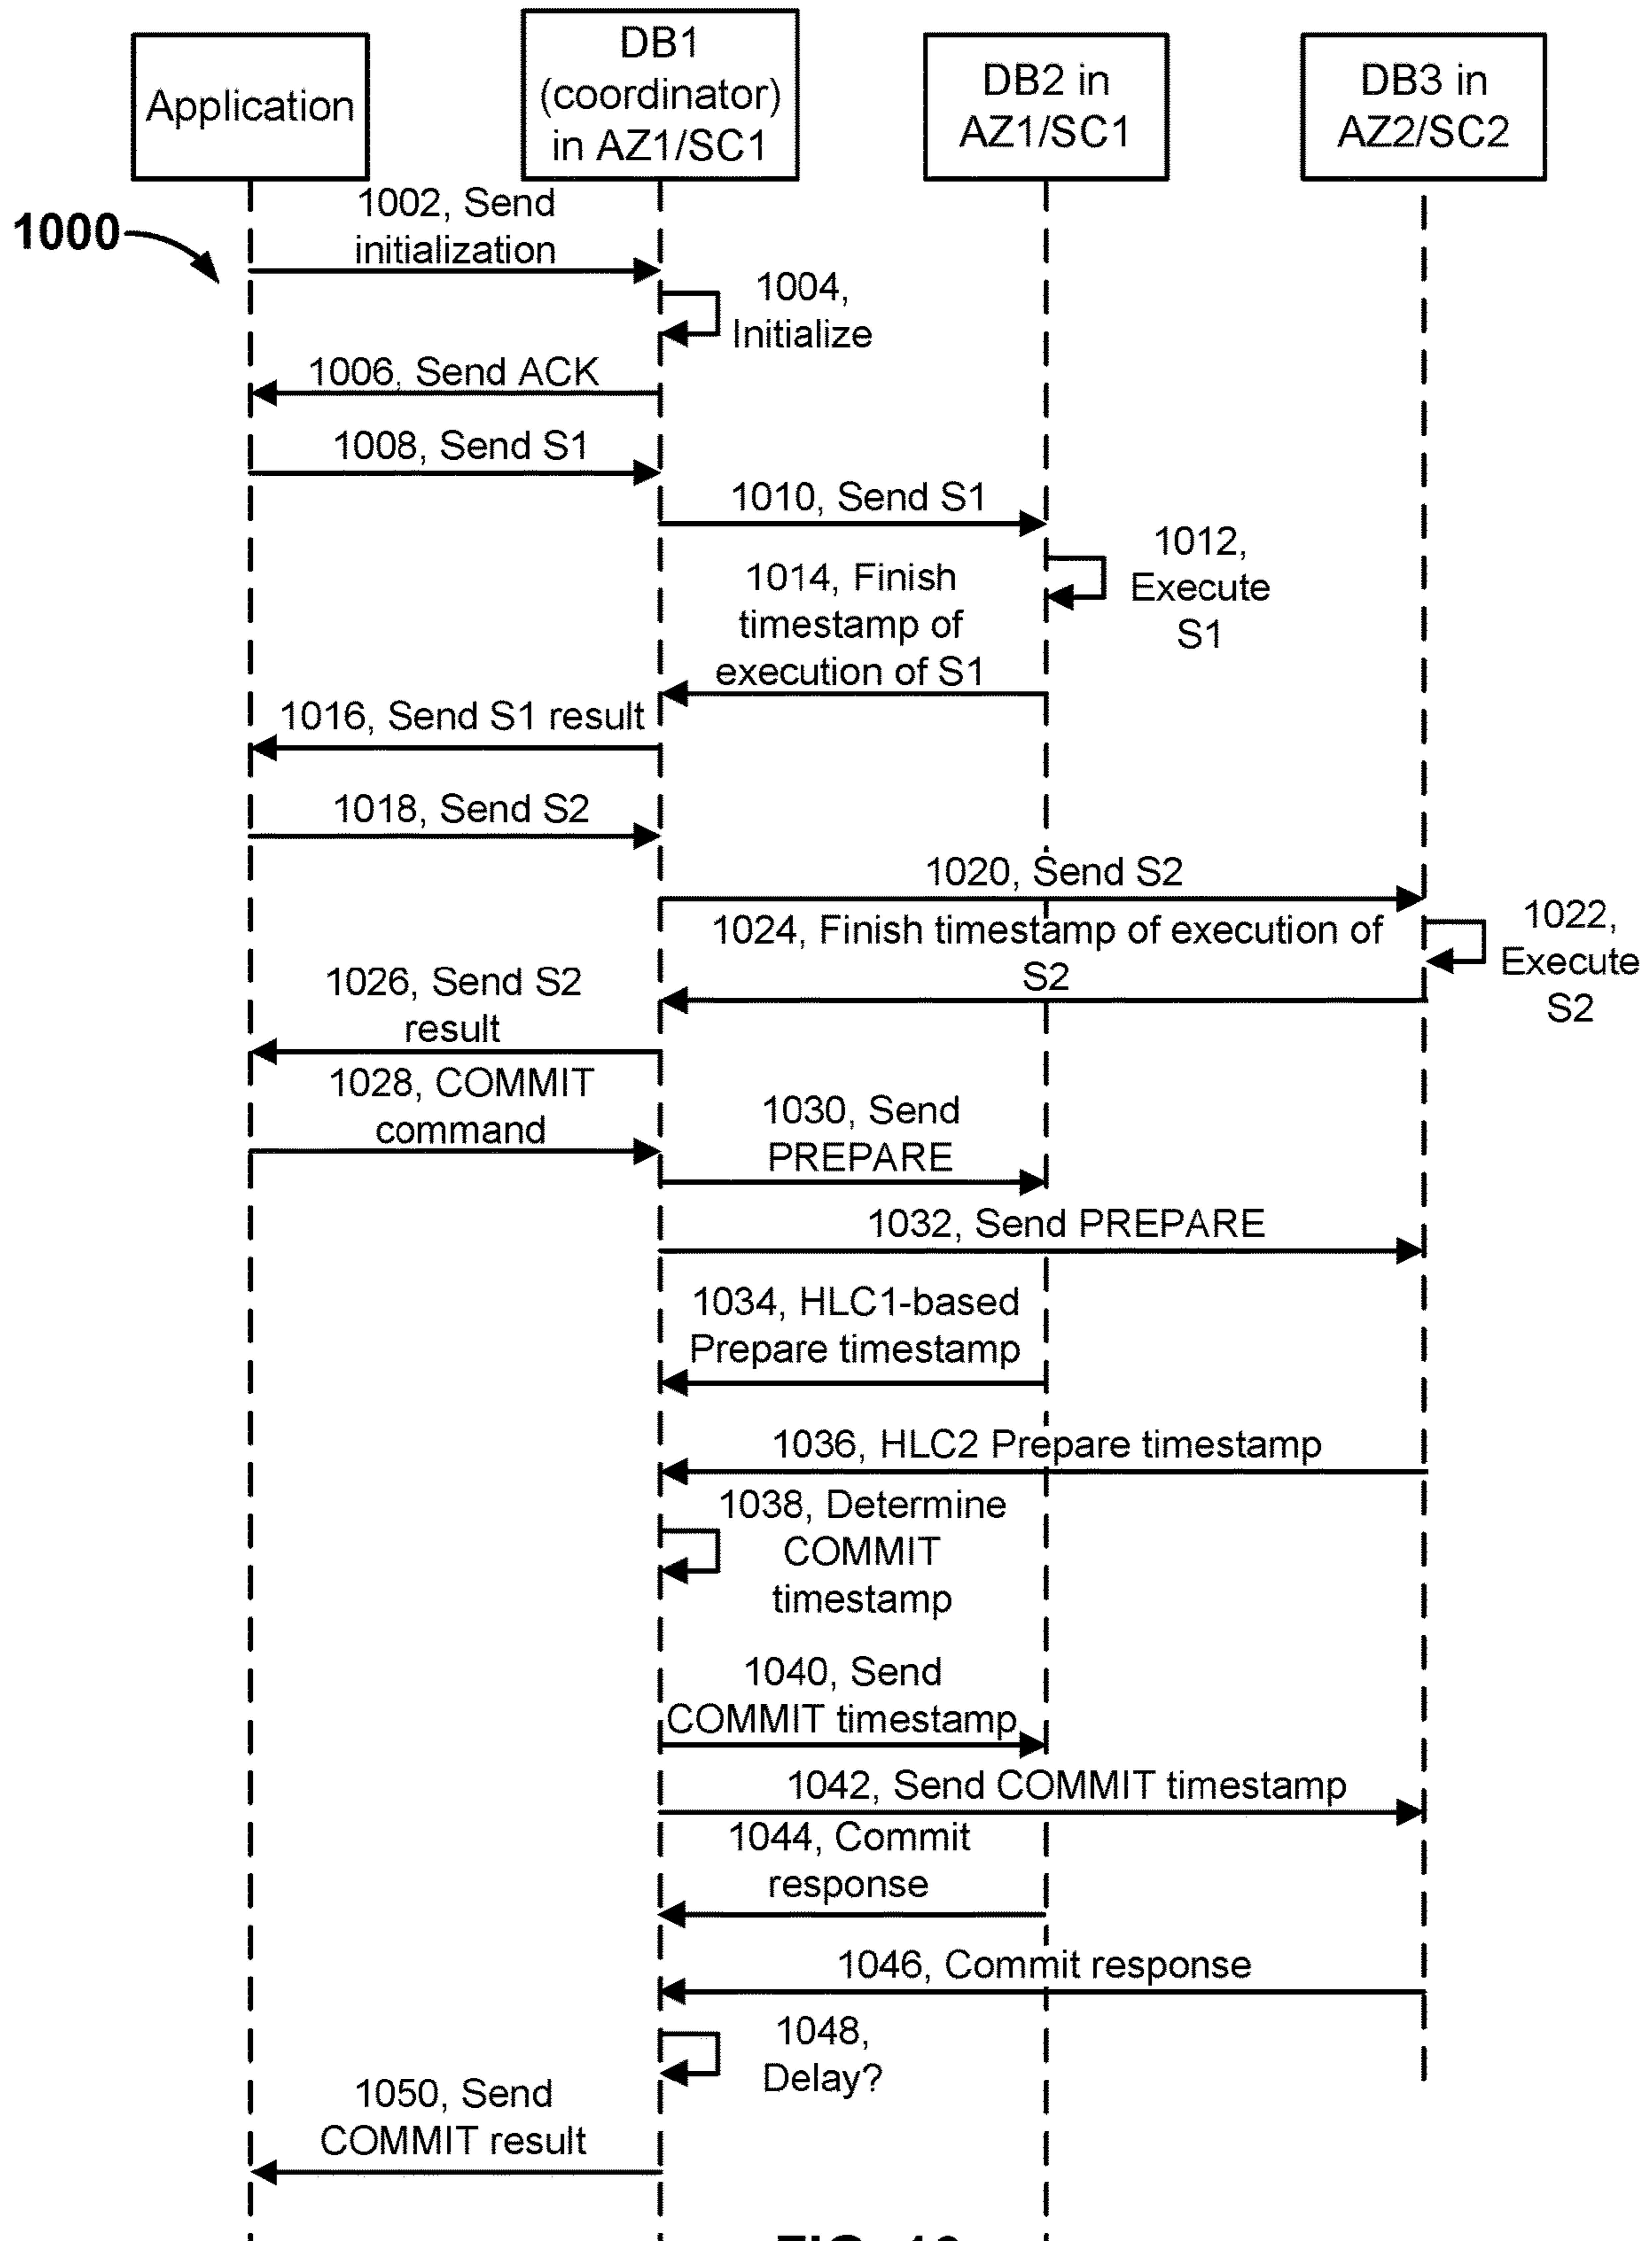 Application
DB1
(coordinator)
in AZ1/SC1
DB2 in
AZ1/SC1
DB3 in
AZ2/SC2
1000
1002, Send
initialization
1004,
Initialize
1006, Send ACK
1008, Send S1
1010, Send S1
1012,
Execute
S1
1014, Finish
timestamp of
execution of S1
1016, Send S1 result
1018, Send S2
1020, Send S2
1022,
Execute
S2
1024, Finish timestamp of execution of
S2
1026, Send S2
result
1028, COMMIT
command
1030, Send
PREPARE
1032, Send PREPARE
1034, HLC1-based
Prepare timestamp
1036, HLC2 Prepare timestamp
1038, Determine
COMMIT
timestamp
1040, Send
COMMIT timestamp
1042, Send COMMIT timestamp
1044, Commit
response
1046, Commit response
1048,
Delay?
1050, Send
COMMIT result